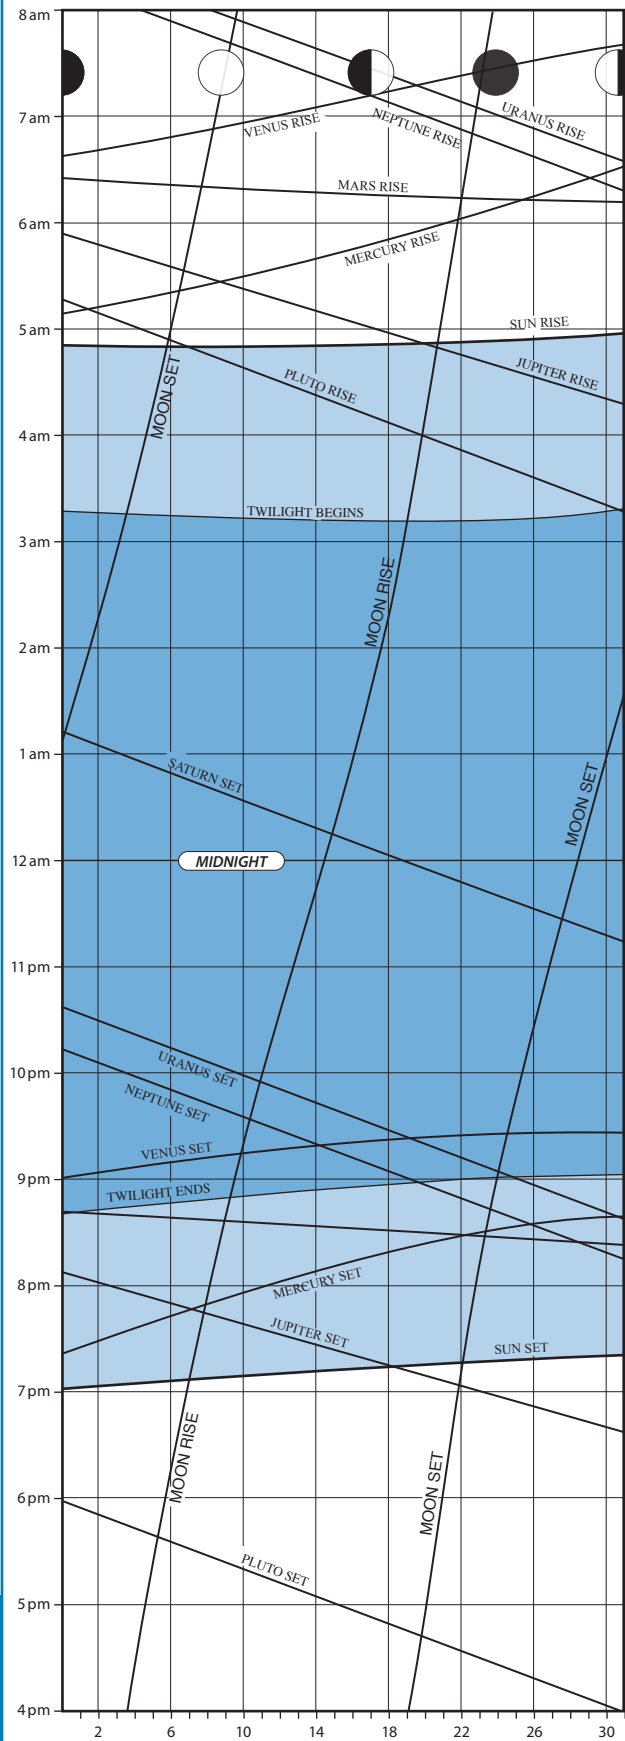 8 am
7 am
VENUS RISE
NEPTUNE RISE
URANUS RISE
MARS RISE
6 am
MERCURY RISE
5 am
SUN RISE
MOON SET
PLUTO RISE
JUPITER RISE
4 am
TWILIGHT BEGINS
3 am
MOON RISE
2 am
1 am
SATURN SET
MOON SET
12 am
MIDNIGHT
11 pm
10 pm
URANUS SET
NEPTUNE SET
VENUS SET
9 pm
TWILIGHT ENDS
8 pm
MERCURY SET
JUPITER SET
SUN SET
7 pm
MOON RISE
MOON SET
6 pm
PLUTO SET
5 pm
4 pm
2 6 10 14 18 22 26 30